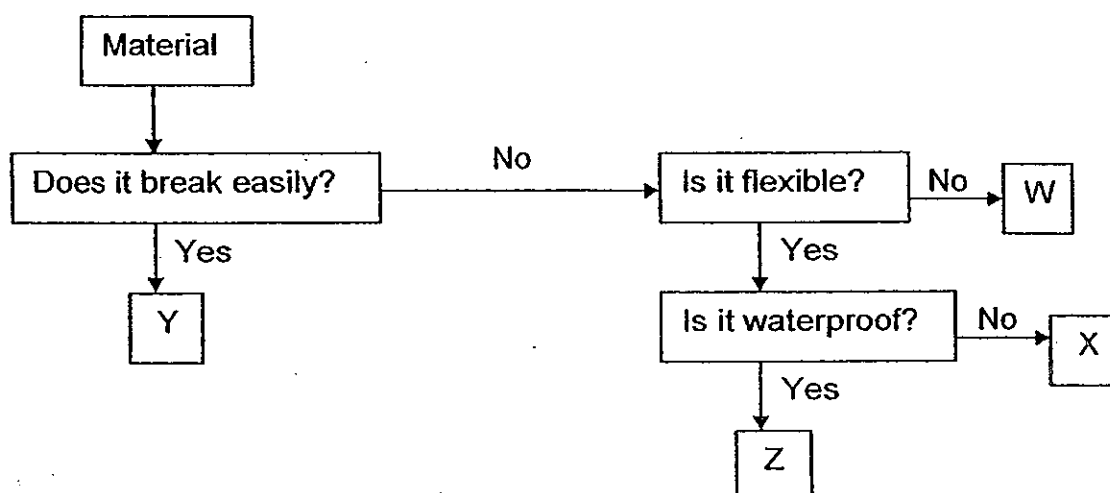 Material
Does it break easily?
No
Is it flexible?
No
W
Yes
Yes
Y
Is it waterproof?
No
X
Yes
Z